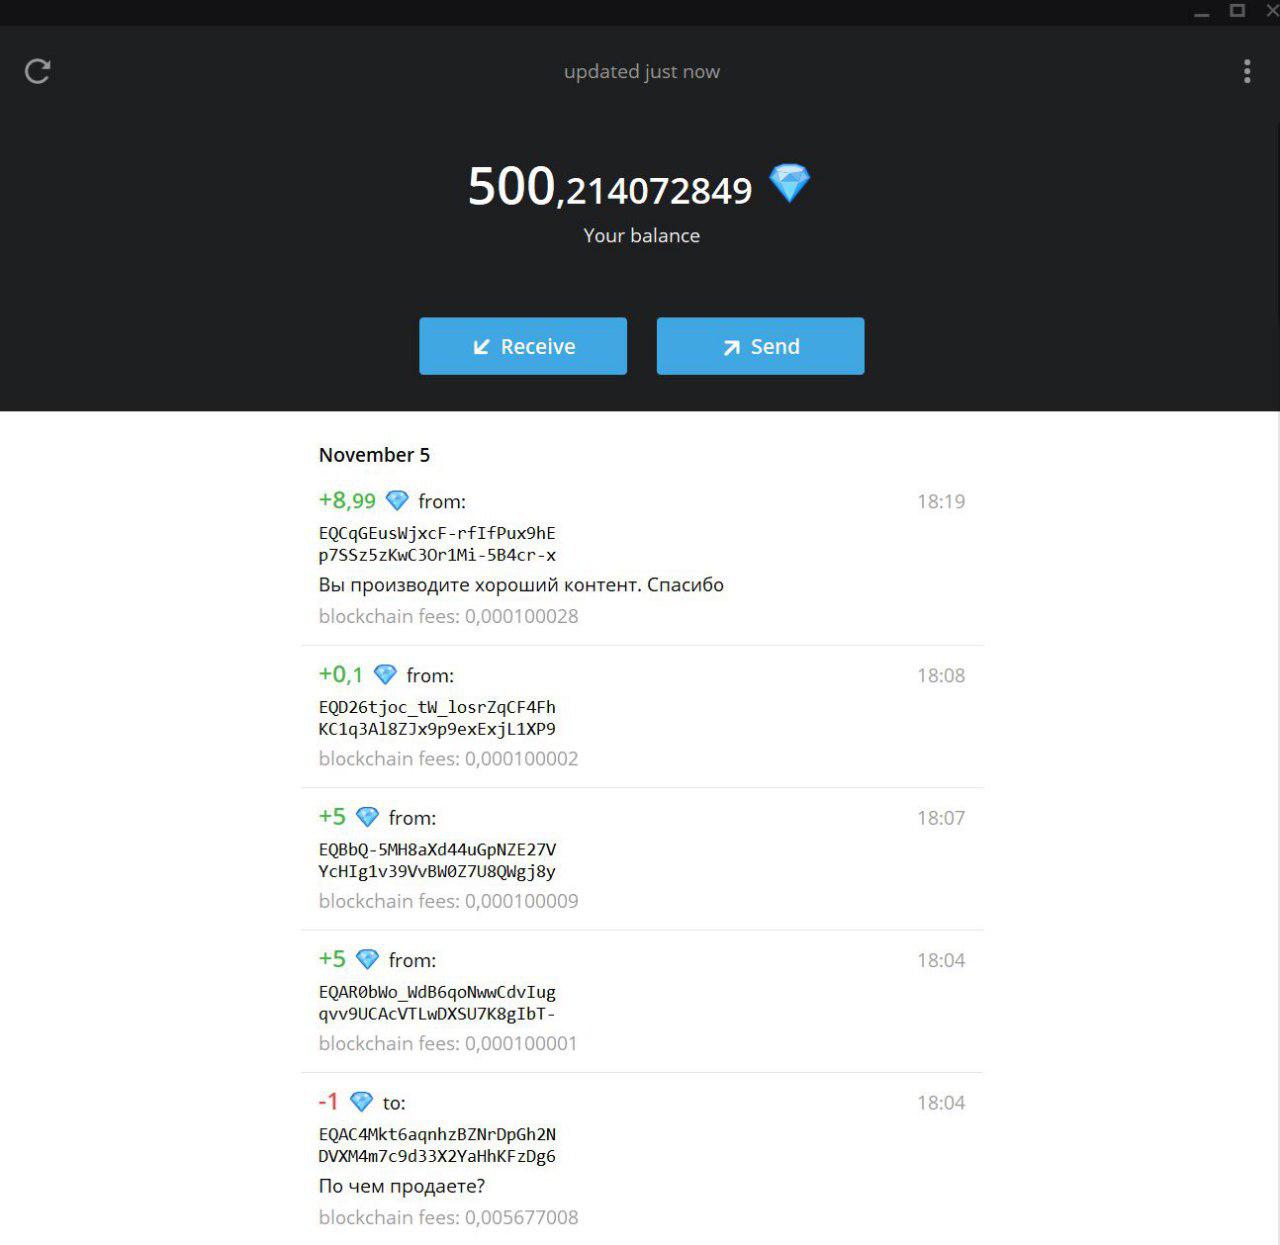 updated just now
500,214072849
Your balance
Receive
Send
November 5
+8,99 from: 18:19
EQCqGEusWjxcF-rfIfPux9hE
p7SSz5zKwC3Or1Mi-5B4cr-x
Вы производите хороший контент. Спасибо
blockchain fees: 0,000100028
+0,1 from: 18:08
EQD26tjoc_tW_losrZqCF4Fh
KC1q3Al8ZJx9p9exExjL1XP9
blockchain fees: 0,000100002
+5 from: 18:07
EQBbQ-5MH8aXd44uGpNZE27V
YcHIg1v39VvBW0Z7U8QWgj8y
blockchain fees: 0,000100009
+5 from: 18:04
EQAR0bWo_WdB6qoNwwCdvIug
qvv9UCAcVTLwDXSU7K8gIbT-
blockchain fees: 0,000100001
-1 to: 18:04
EQAC4Mkt6aqnhzBZNrDpGh2N
DVXM4m7c9d33X2YaHhKFzDg6
По чем продаете?
blockchain fees: 0,005677008